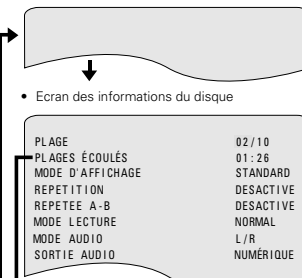 • Ecran des informations du disque
PLAGE 02/10
PLAGES ÉCOULÉS 01:26
MODE D'AFFICHAGE STANDARD
REPETITION DESACTIVE
REPETEE A-B DESACTIVE
MODE LECTURE NORMAL
MODE AUDIO L/R
SORTIE AUDIO NUMÉRIQUE